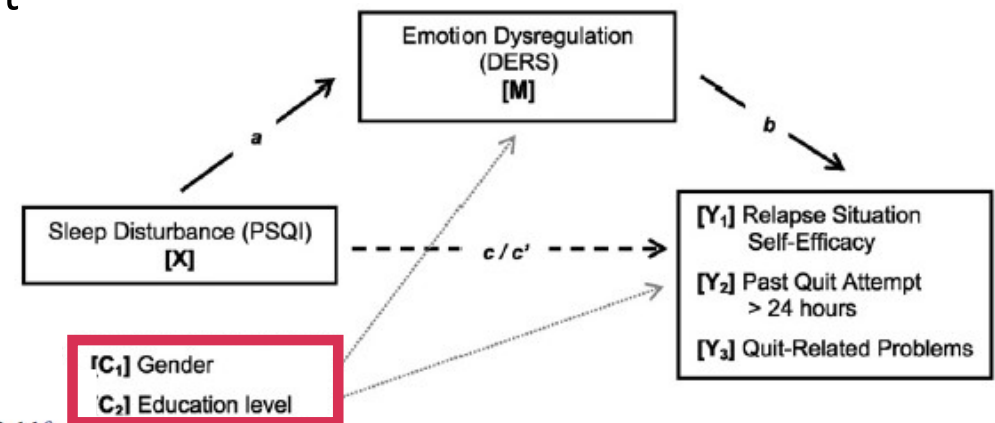 Emotion Dysregulation
(DERS)
[M]
a
b
Sleep Disturbance (PSQI)
[X]
c / c'
[Y₁] Relapse Situation
Self-Efficacy
[Y₂] Past Quit Attempt
> 24 hours
[Y₃] Quit-Related Problems
[C₁] Gender
[C₂] Education level